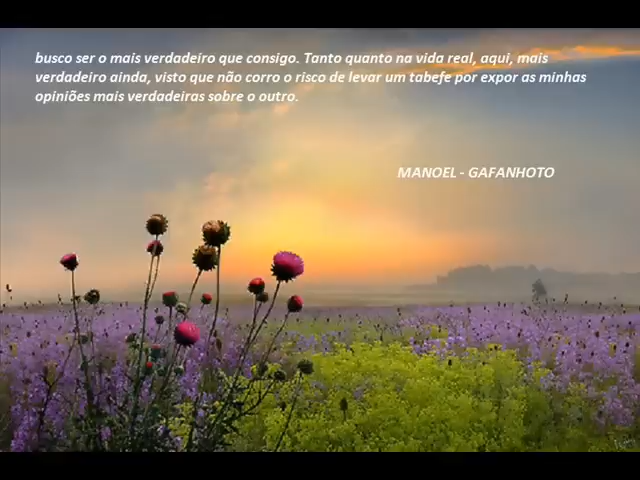 busco ser o mais verdadeiro que consigo. Tanto quanto na vida real, aqui, mais
verdadeiro ainda, visto que não corro o risco de levar um tabefe por expor as minhas
opiniões mais verdadeiras sobre o outro.
MANOEL - GAFANHOTO